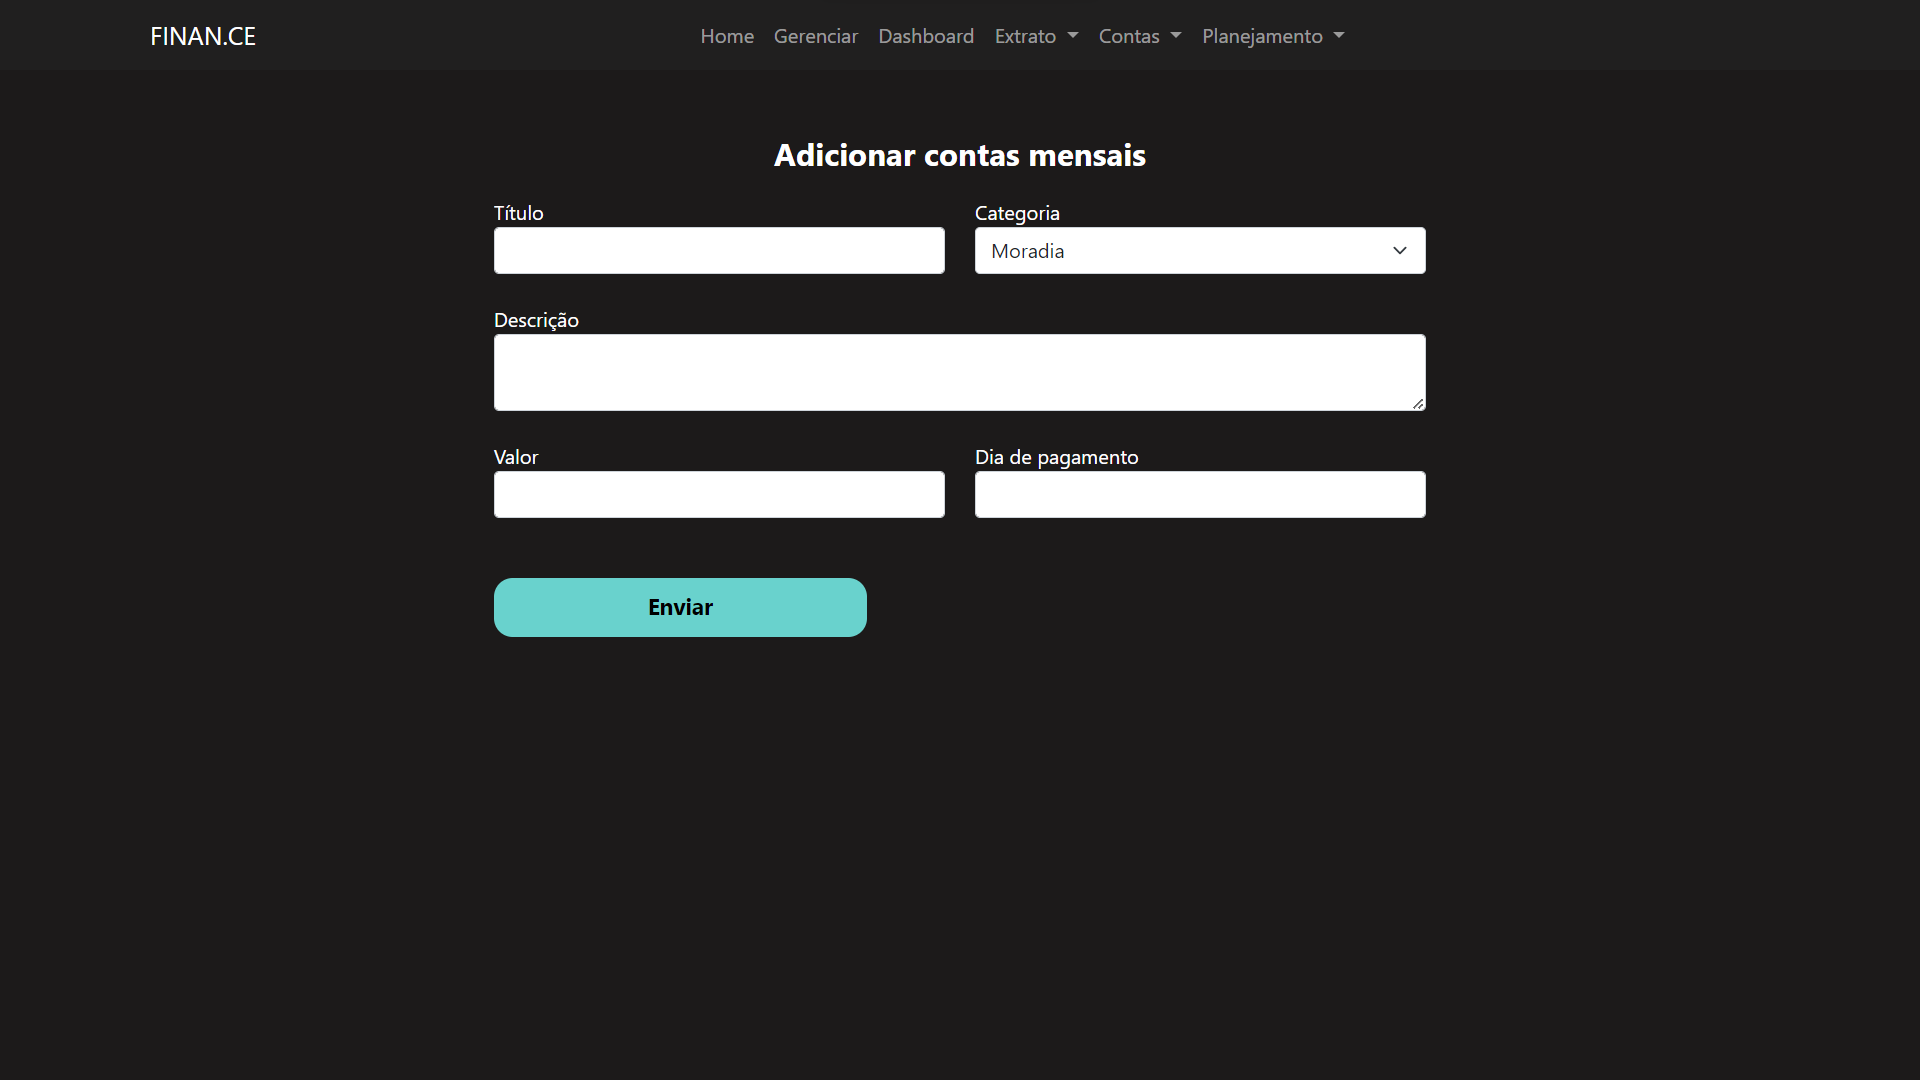 FINAN.CE Home Gerenciar Dashboard Extrato Contas Planejamento
Adicionar contas mensais
Título Categoria
Moradia
Descrição
Valor Dia de pagamento
Enviar